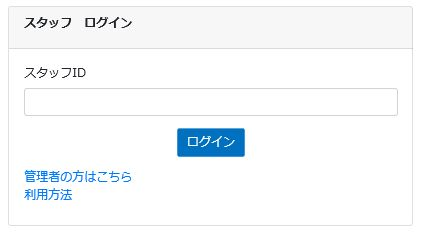 スタッフ　ログイン
スタッフID
ログイン
管理者の方はこちら
利用方法